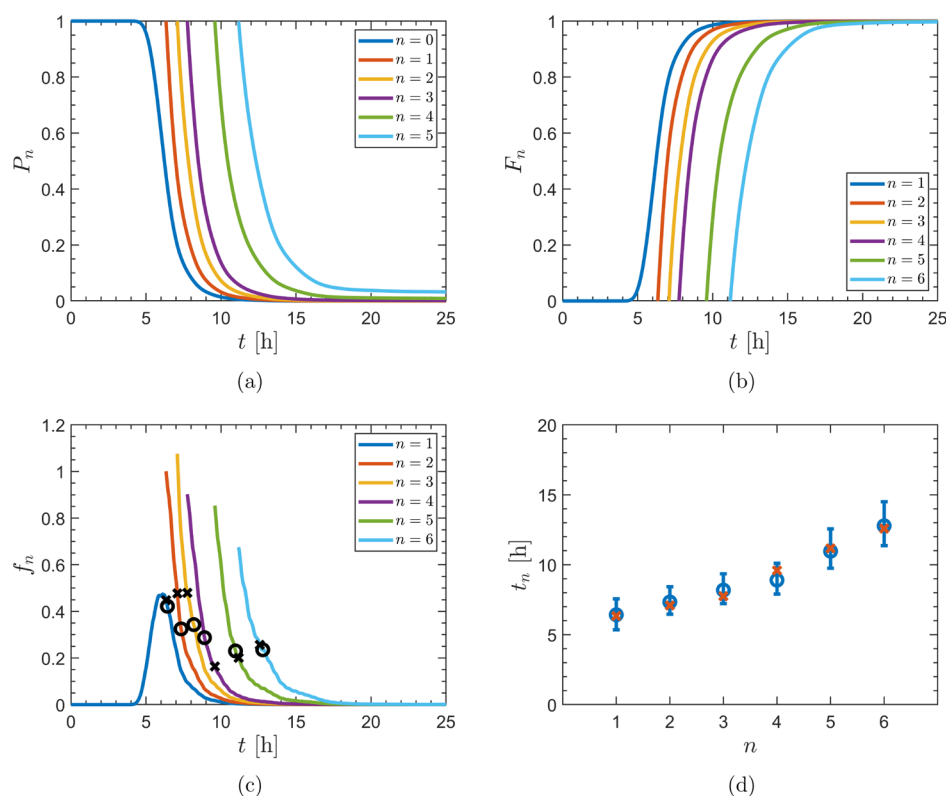 1
0.8
0.6
0.4
0.2
0
P_n
0 5 10 15 20 25
t [h]
n = 0
n = 1
n = 2
n = 3
n = 4
n = 5
(a)
1
0.8
0.6
0.4
0.2
0
F_n
0 5 10 15 20 25
t [h]
n = 1
n = 2
n = 3
n = 4
n = 5
n = 6
(b)
1.2
1
0.8
0.6
0.4
0.2
0
f_n
0 5 10 15 20 25
t [h]
n = 1
n = 2
n = 3
n = 4
n = 5
n = 6
(c)
20
15
10
5
0
t_n [h]
1 2 3 4 5 6
n
(d)